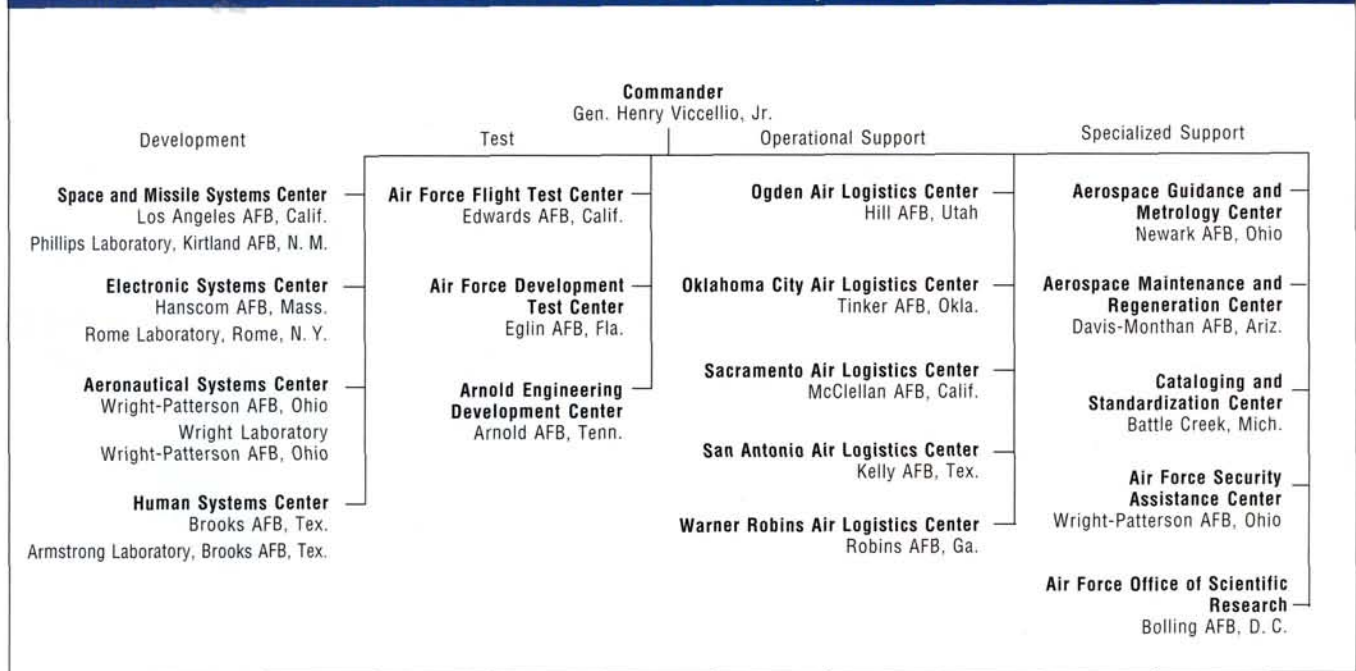 Commander
Gen. Henry Viccellio, Jr.
Development
Space and Missile Systems Center
Los Angeles AFB, Calif.
Phillips Laboratory, Kirtland AFB, N. M.
Electronic Systems Center
Hanscom AFB, Mass.
Rome Laboratory, Rome, N. Y.
Aeronautical Systems Center
Wright-Patterson AFB, Ohio
Wright Laboratory
Wright-Patterson AFB, Ohio
Human Systems Center
Brooks AFB, Tex.
Armstrong Laboratory, Brooks AFB, Tex.
Test
Air Force Flight Test Center
Edwards AFB, Calif.
Air Force Development
Test Center
Eglin AFB, Fla.
Arnold Engineering
Development Center
Arnold AFB, Tenn.
Operational Support
Ogden Air Logistics Center
Hill AFB, Utah
Oklahoma City Air Logistics Center
Tinker AFB, Okla.
Sacramento Air Logistics Center
McClellan AFB, Calif.
San Antonio Air Logistics Center
Kelly AFB, Tex.
Warner Robins Air Logistics Center
Robins AFB, Ga.
Specialized Support
Aerospace Guidance and
Metrology Center
Newark AFB, Ohio
Aerospace Maintenance and
Regeneration Center
Davis-Monthan AFB, Ariz.
Cataloging and
Standardization Center
Battle Creek, Mich.
Air Force Security
Assistance Center
Wright-Patterson AFB, Ohio
Air Force Office of Scientific
Research
Bolling AFB, D. C.